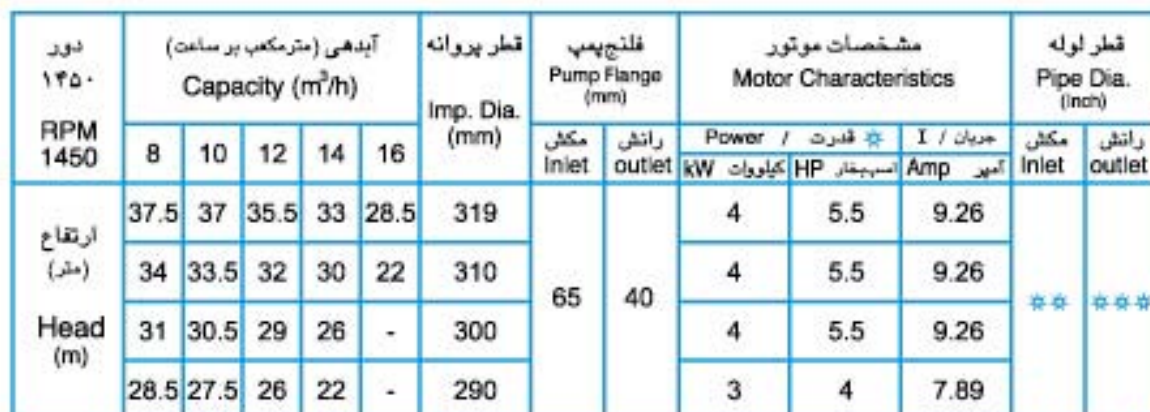 دور
۱۴۵۰
RPM
1450
آبدهی (مترمکعب بر ساعت)
Capacity (m³/h)
8 10 12 14 16
قطر پروانه
Imp. Dia.
(mm)
فلنج پمپ
Pump Flange
(mm)
مکش رانش
Inlet outlet
مشخصات موتور
Motor Characteristics
Power / قدرت ☼ I / جریان
kW کیلووات HP اسب‌بخار Amp آمپر
قطر لوله
Pipe Dia.
(Inch)
مکش رانش
Inlet outlet
ارتفاع
(متر)
Head
(m)
37.5 37 35.5 33 28.5 319 4 5.5 9.26
34 33.5 32 30 22 310 4 5.5 9.26
65 40 ☼☼ ☼☼☼
31 30.5 29 26 - 300 4 5.5 9.26
28.5 27.5 26 22 - 290 3 4 7.89